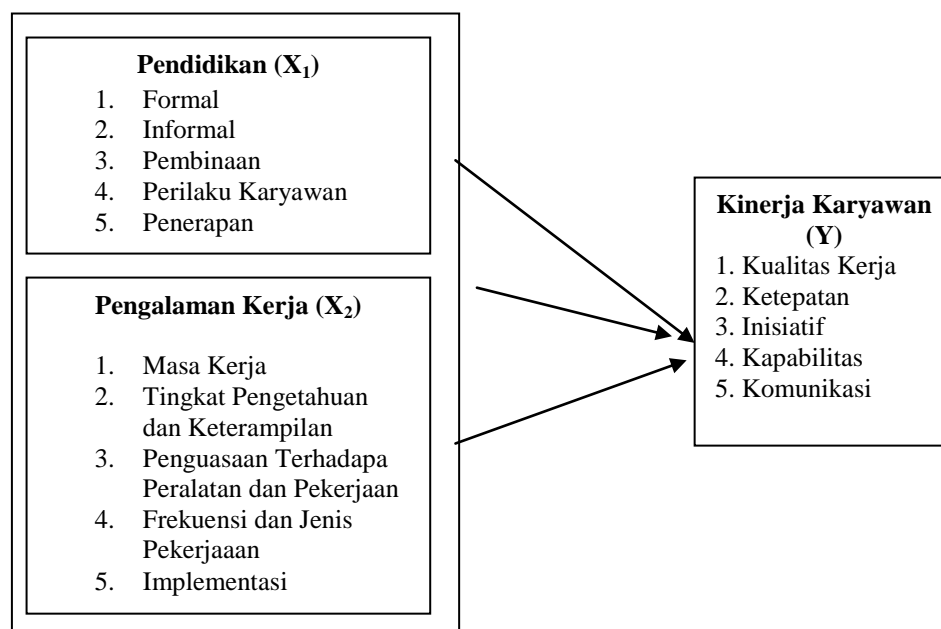 Pendidikan (X₁)
1. Formal
2. Informal
3. Pembinaan
4. Perilaku Karyawan
5. Penerapan
Pengalaman Kerja (X₂)
1. Masa Kerja
2. Tingkat Pengetahuan
dan Keterampilan
3. Penguasaan Terhadapa
Peralatan dan Pekerjaan
4. Frekuensi dan Jenis
Pekerjaaan
5. Implementasi
Kinerja Karyawan
(Y)
1. Kualitas Kerja
2. Ketepatan
3. Inisiatif
4. Kapabilitas
5. Komunikasi